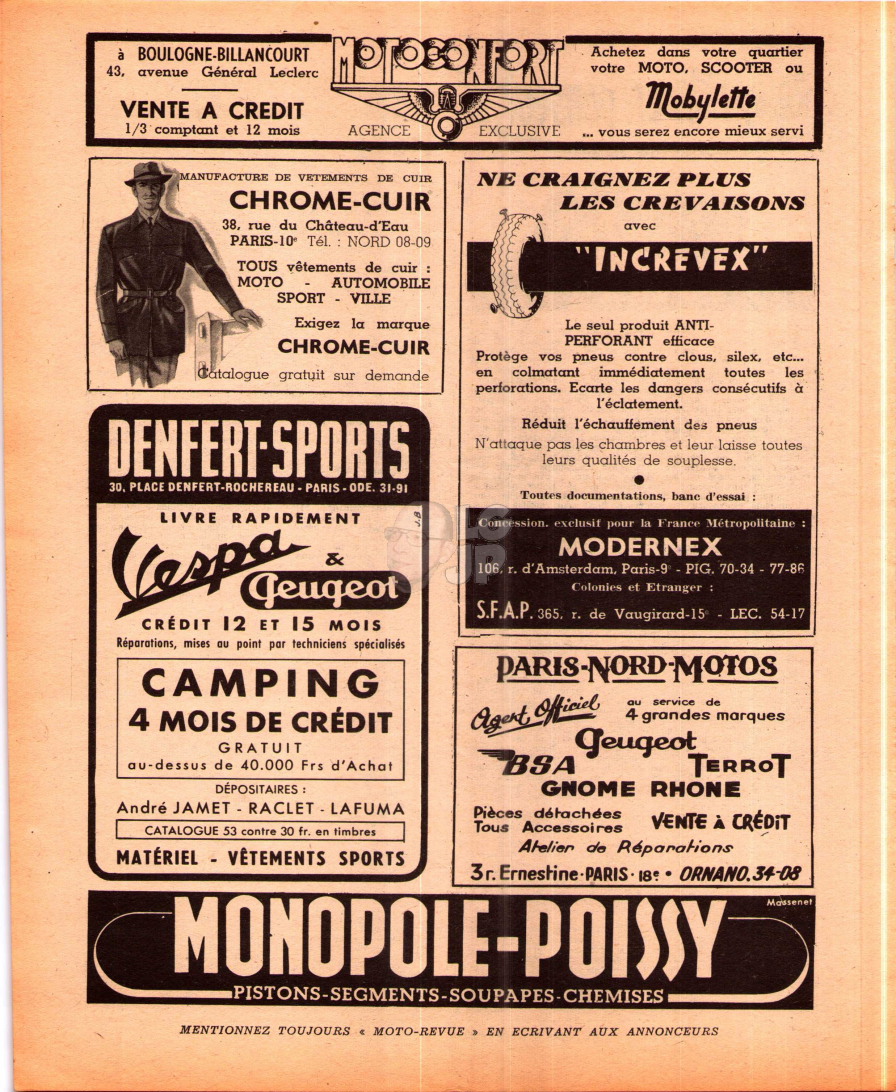 à BOULOGNE-BILLANCOURT
43, avenue Général Leclerc
VENTE A CREDIT
1/3 comptant et 12 mois
MOTOCONFORT
AGENCE EXCLUSIVE
Achetez dans votre quartier
votre MOTO, SCOOTER ou
Mobylette
... vous serez encore mieux servi
MANUFACTURE DE VETEMENTS DE CUIR
CHROME-CUIR
38, rue du Château-d'Eau
PARIS-10e Tél. : NORD 08-09
TOUS vêtements de cuir :
MOTO - AUTOMOBILE
SPORT - VILLE
Exigez la marque
CHROME-CUIR
Catalogue gratuit sur demande
DENFERT-SPORTS
30, PLACE DENFERT-ROCHEREAU - PARIS - ODE. 31-91
LIVRE RAPIDEMENT
J.B
Vespa
&
Peugeot
CRÉDIT 12 ET 15 MOIS
Réparations, mises au point par techniciens spécialisés
CAMPING
4 MOIS DE CRÉDIT
GRATUIT
au-dessus de 40.000 Frs d'Achat
DÉPOSITAIRES :
André JAMET - RACLET - LAFUMA
CATALOGUE 53 contre 30 fr. en timbres
MATÉRIEL - VÊTEMENTS SPORTS
NE CRAIGNEZ PLUS
LES CREVAISONS
avec
"INCREVEX"
Le seul produit ANTI-
PERFORANT efficace
Protège vos pneus contre clous, silex, etc...
en colmatant immédiatement toutes les
perforations. Ecarte les dangers consécutifs à
l'éclatement.
Réduit l'échauffement des pneus
N'attaque pas les chambres et leur laisse toutes
leurs qualités de souplesse.
Toutes documentations, banc d'essai :
Concession. exclusif pour la France Métropolitaine :
MODERNEX
106, r. d'Amsterdam, Paris-9e - PIG. 70-34 - 77-86
Colonies et Etranger :
S.F.A.P. 365, r. de Vaugirard-15e - LEC. 54-17
LC
JP
PARIS-NORD-MOTOS
Agent Officiel
au service de
4 grandes marques
Peugeot
BSA TERROT
GNOME RHONE
Pièces détachées
Tous Accessoires
VENTE à CRÉDIT
Atelier de Réparations
3 r. Ernestine-PARIS-18e • ORNANO.34-08
Massenet
MONOPOLE-POISSY
PISTONS-SEGMENTS-SOUPAPES-CHEMISES
MENTIONNEZ TOUJOURS « MOTO-REVUE » EN ECRIVANT AUX ANNONCEURS